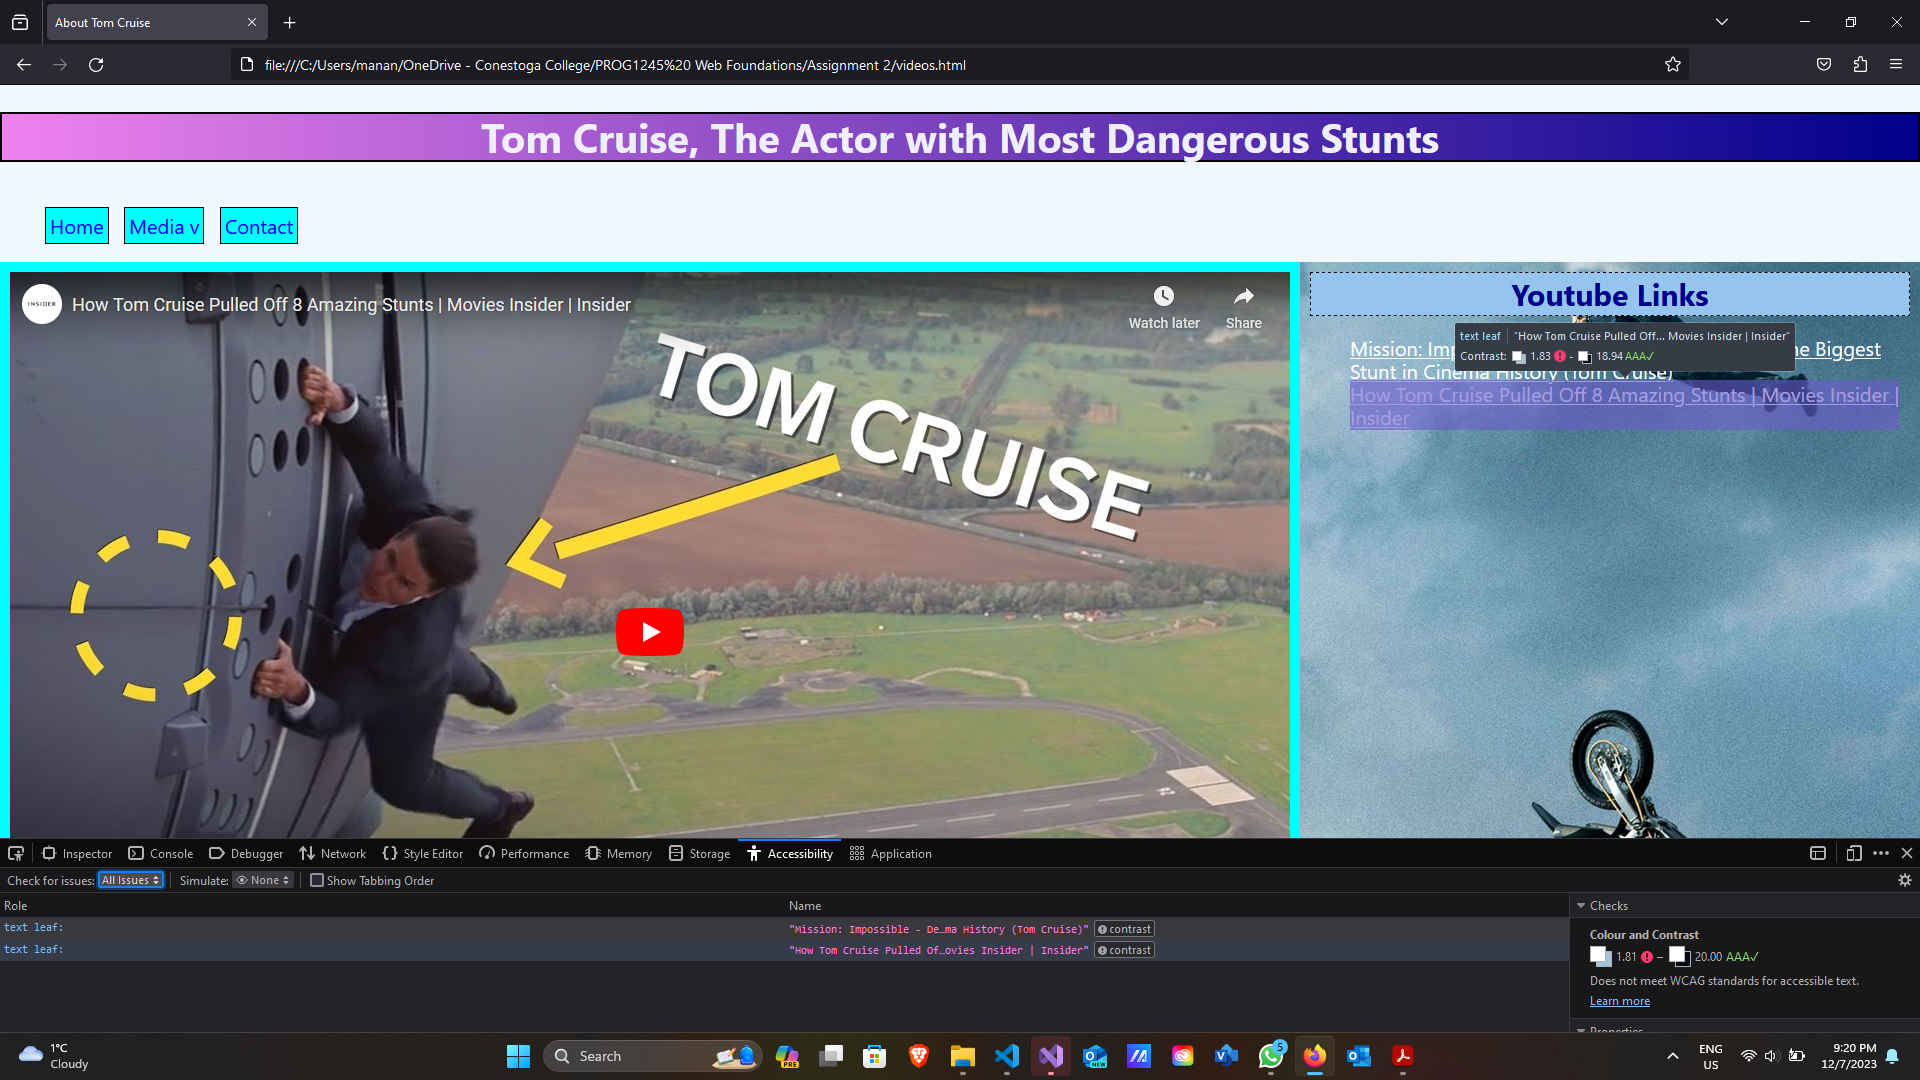 About Tom Cruise
file:///C:/Users/manan/OneDrive - Conestoga College/PROG1245%20 Web Foundations/Assignment 2/videos.html
Tom Cruise, The Actor with Most Dangerous Stunts
Home
Media v
Contact
INSIDER
How Tom Cruise Pulled Off 8 Amazing Stunts | Movies Insider | Insider
Watch later
Share
TOM CRUISE
Youtube Links
text leaf "How Tom Cruise Pulled Off... Movies Insider | Insider"
Contrast: 1.83 - 18.94 AAA✓
Mission: Imp
he Biggest
Stunt in Cinema History (Tom Cruise)
How Tom Cruise Pulled Off 8 Amazing Stunts | Movies Insider |
Insider
Inspector
Console
Debugger
Network
Style Editor
Performance
Memory
Storage
Accessibility
Application
Check for issues: All Issues
Simulate: None
Show Tabbing Order
Role
Name
Checks
text leaf:
"Mission: Impossible - De…ma History (Tom Cruise)" contrast
text leaf:
"How Tom Cruise Pulled Of…ovies Insider | Insider" contrast
Colour and Contrast
1.81 – 20.00 AAA✓
Does not meet WCAG standards for accessible text.
Learn more
Properties
1°C
Cloudy
Search
PRE
NEW
5
ENG
US
9:20 PM
12/7/2023